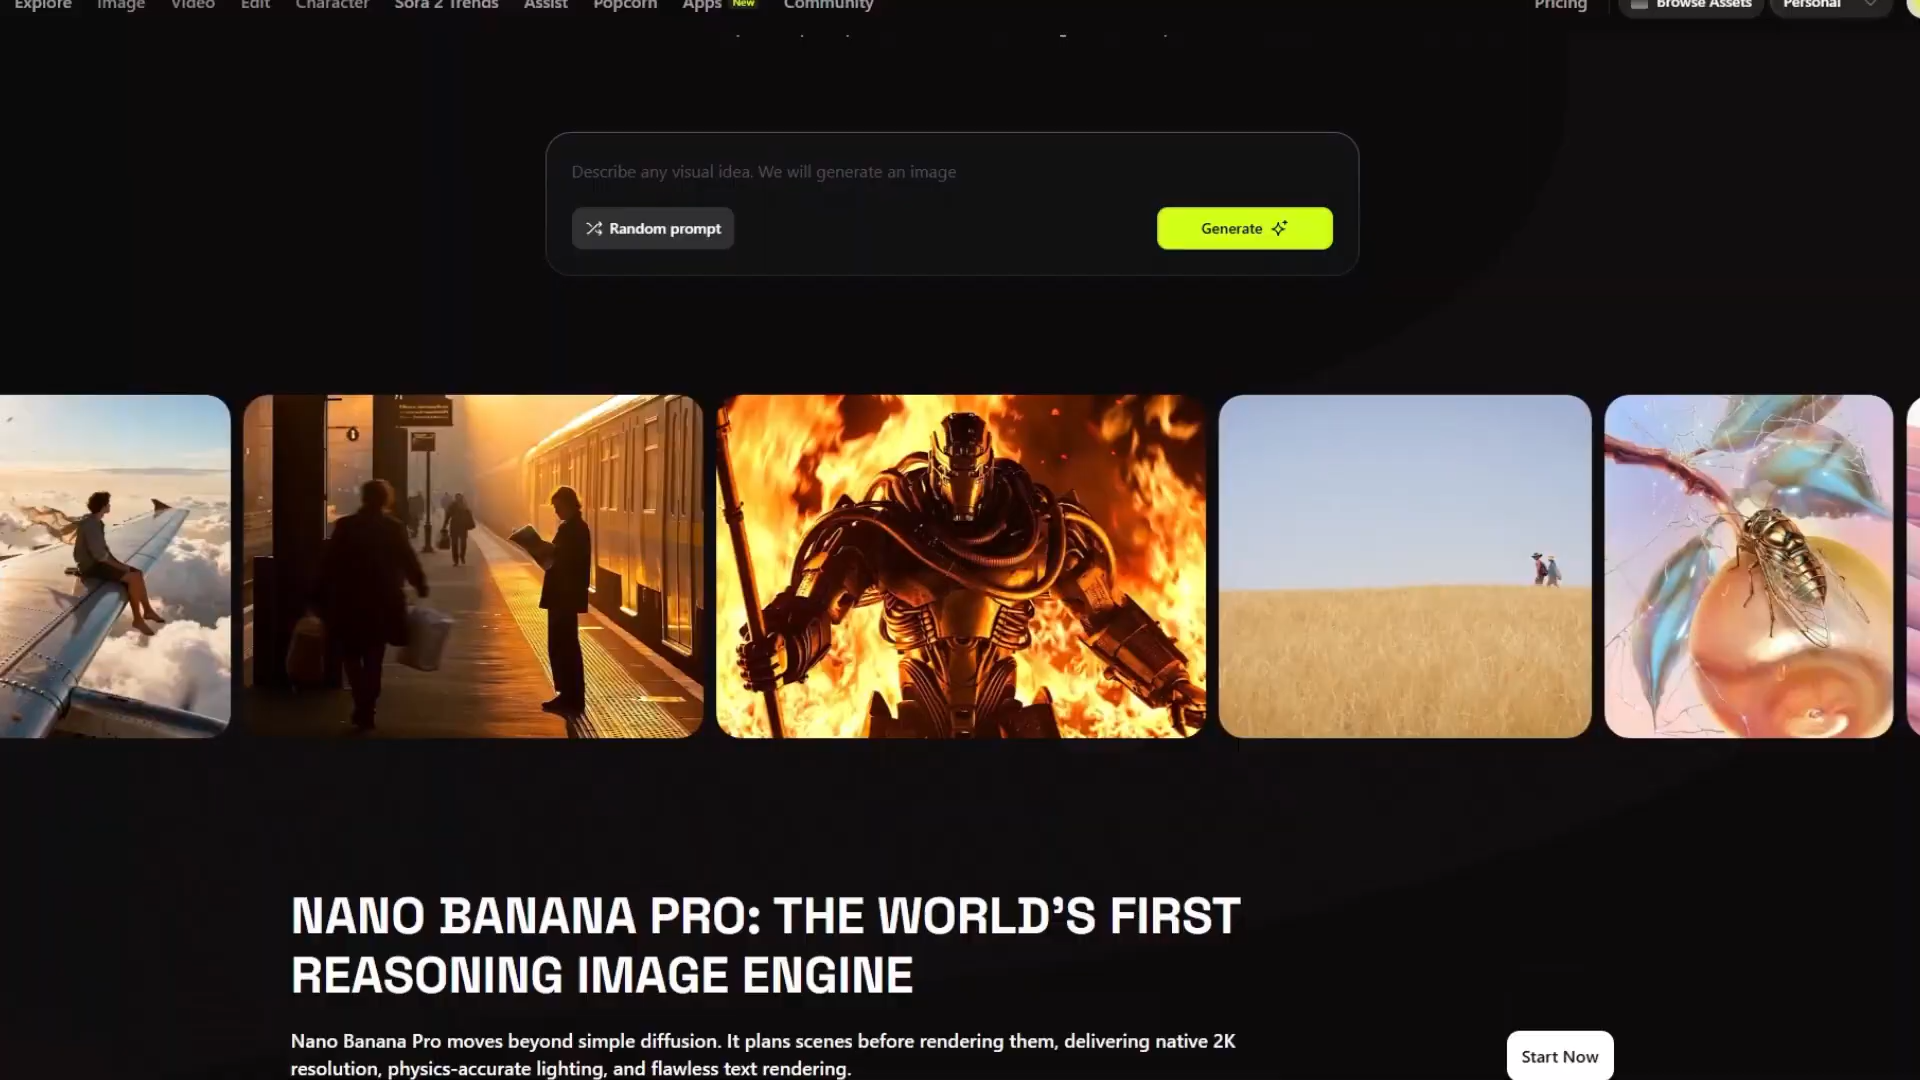 Explore Image Video Edit Character Sora 2 Trends Assist Popcorn Apps New Community Pricing Browse Assets Personal
Describe any visual idea. We will generate an image
Random prompt
Generate
NANO BANANA PRO: THE WORLD'S FIRST
REASONING IMAGE ENGINE
Nano Banana Pro moves beyond simple diffusion. It plans scenes before rendering them, delivering native 2K
resolution, physics-accurate lighting, and flawless text rendering.
Start Now